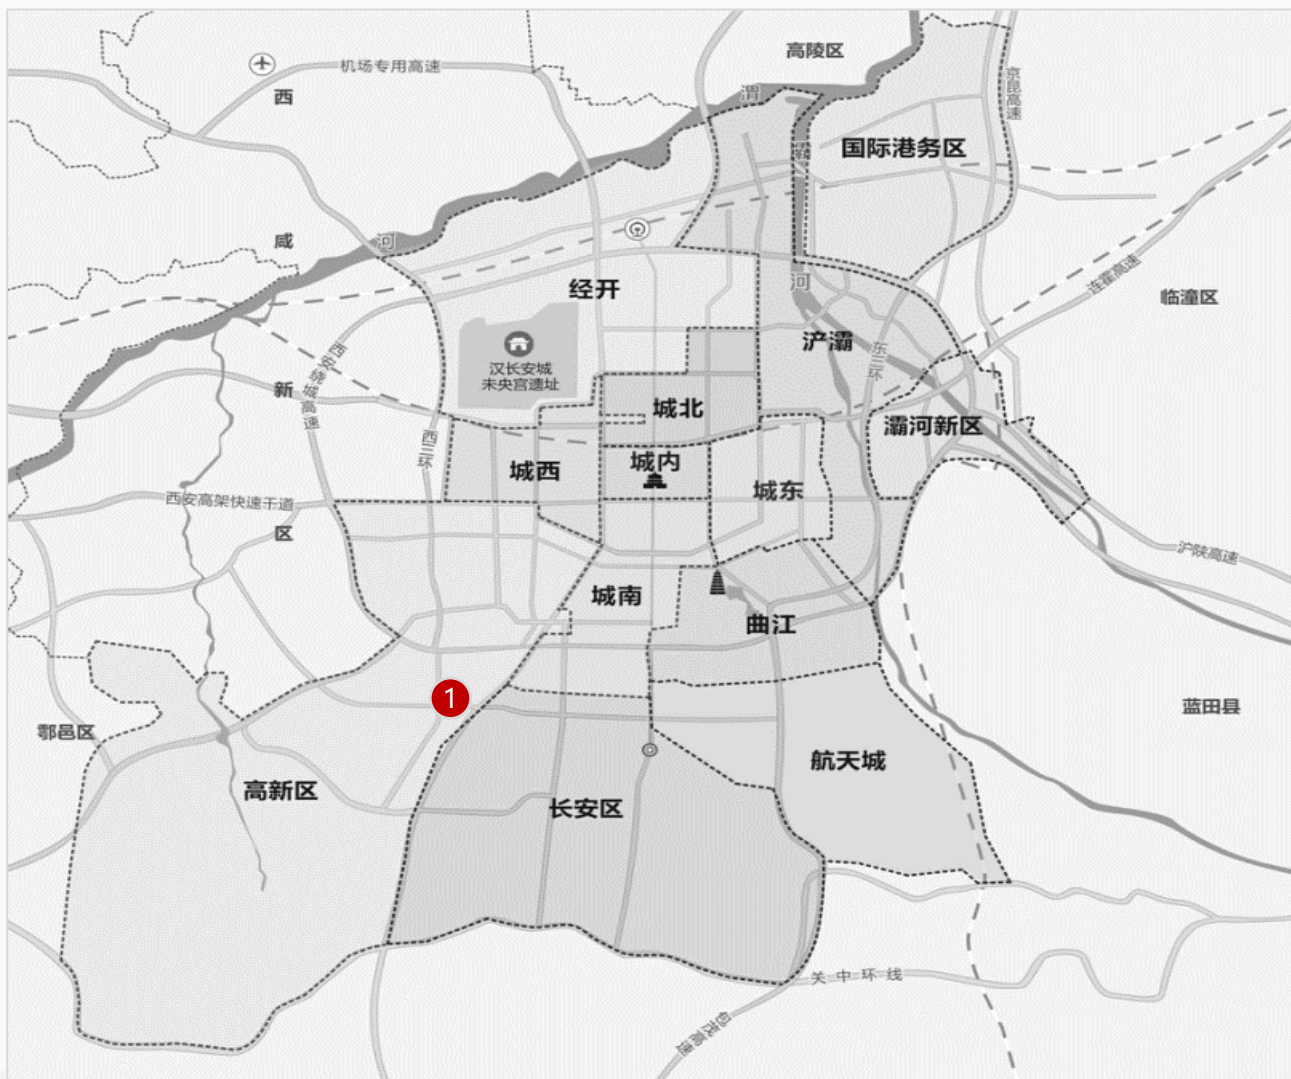 高陵区
机场专用高速
西
渭
京昆高速
国际港务区
灞
咸
河
连霍高速
河
经开
临潼区
浐灞
东三环
西安绕城高速
汉长安城
未央宫遗址
新
城北
灞河新区
西三环
城内
城西
城东
西安高架快速干道
区
沪陕高速
城南
曲江
1
蓝田县
鄠邑区
航天城
高新区
长安区
关中环线
包茂高速